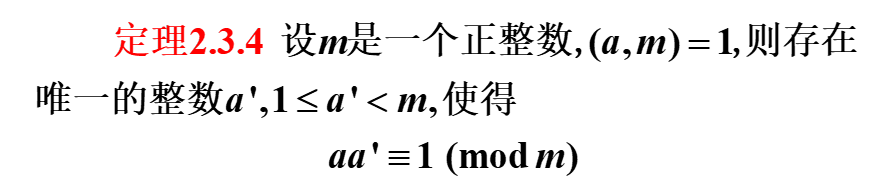 定理2.3.4 设m是一个正整数,(a,m)=1,则存在
唯一的整数a',1≤a'<m,使得
aa'≡1 (mod m)